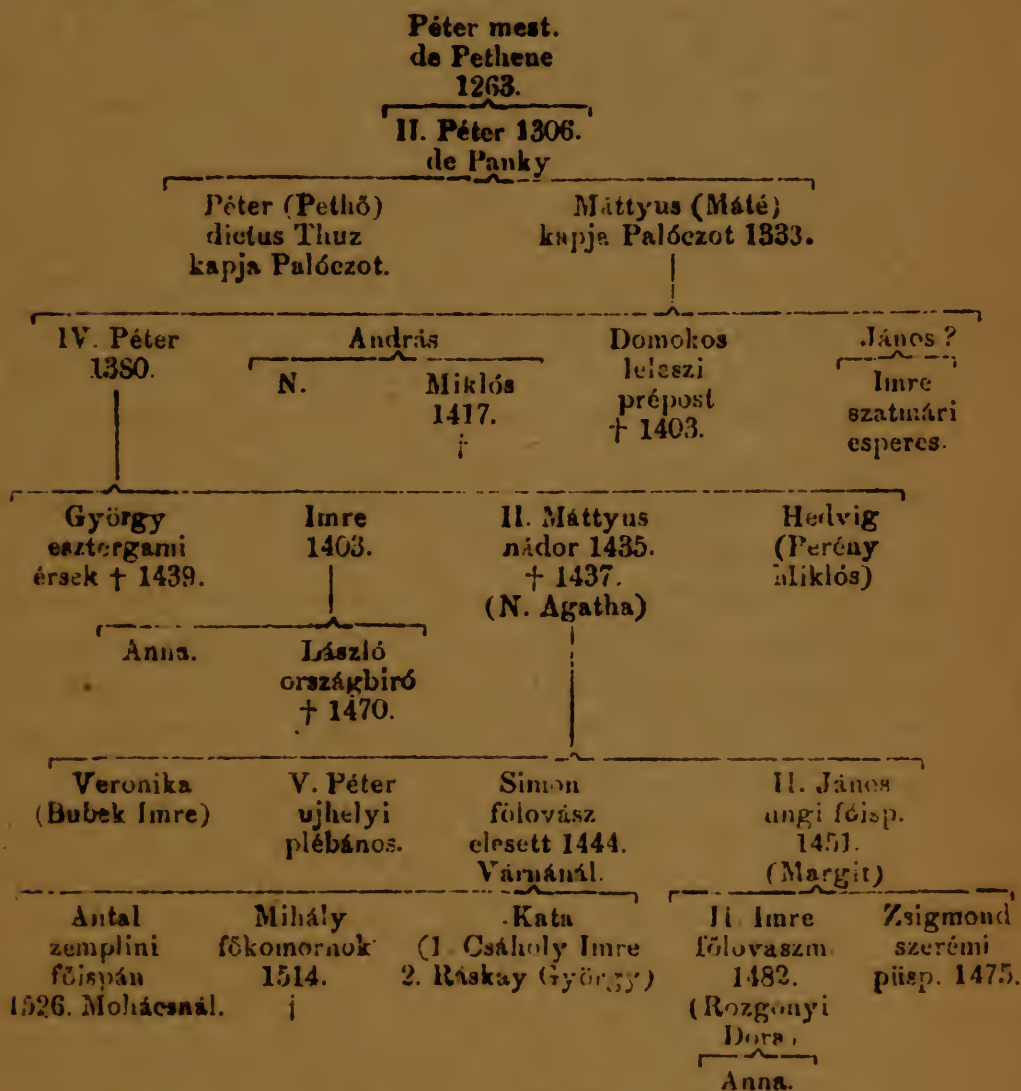 Péter mest.
de Pethene
1263.
II. Péter 1306.
de Panky
Péter (Pethő)
dictus Thuz
kapja Palóczot.
Máttyus (Máté)
kapja Palóczot 1333.
IV. Péter
1380.
András
N.
Miklós
1417.
†
Domokos
leleszi
prépost
† 1403.
János?
Imre
szatmári
esperes.
György
esztergami
érsek † 1439.
Imre
1403.
II. Máttyus
nádor 1435.
† 1437.
(N. Agatha)
Hedvig
(Perény
Miklós)
Anna.
László
országbiró
† 1470.
Veronika
(Bubek Imre)
V. Péter
ujhelyi
plébános.
Simon
fölovász
elesett 1444.
Várnánál.
II. János
ungi főisp.
1451.
(Margit)
Antal
zemplini
főispán
1526. Mohácsnál.
Mihály
fökomornok
1514.
†
Kata
(1. Csáholy Imre
2. Ráskay György)
II. Imre
fölovaszm.
1482.
(Rozgonyi
Dora)
Anna.
Zsigmond
szerémi
püsp. 1475.